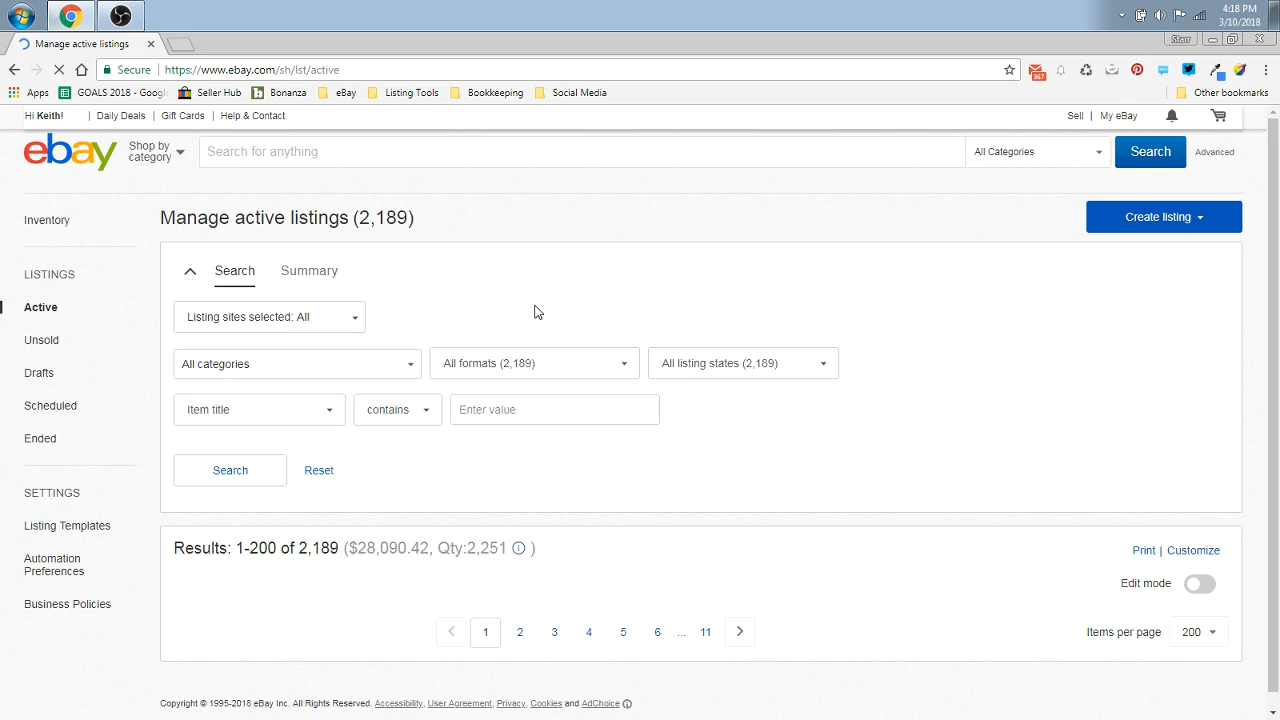 4:18 PM
3/10/2018
Manage active listings
Starr
Secure
https://www.ebay.com/sh/lst/active
367
Apps
GOALS 2018 - Googl
Seller Hub
Bonanza
eBay
Listing Tools
Bookkeeping
Social Media
Other bookmarks
Hi Keith!
Daily Deals
Gift Cards
Help & Contact
Sell
My eBay
ebay
Shop by
category
Search for anything
All Categories
Search
Advanced
Inventory
Manage active listings (2,189)
Create listing
LISTINGS
Search
Summary
Active
Listing sites selected: All
Unsold
All categories
All formats (2,189)
All listing states (2,189)
Drafts
Scheduled
Item title
contains
Enter value
Ended
Search
Reset
SETTINGS
Listing Templates
Results: 1-200 of 2,189 ($28,090.42, Qty:2,251 )
Print | Customize
Automation
Preferences
Edit mode
Business Policies
1
2
3
4
5
6
...
11
Items per page
200
Copyright © 1995-2018 eBay Inc. All Rights Reserved. Accessibility, User Agreement, Privacy, Cookies and AdChoice